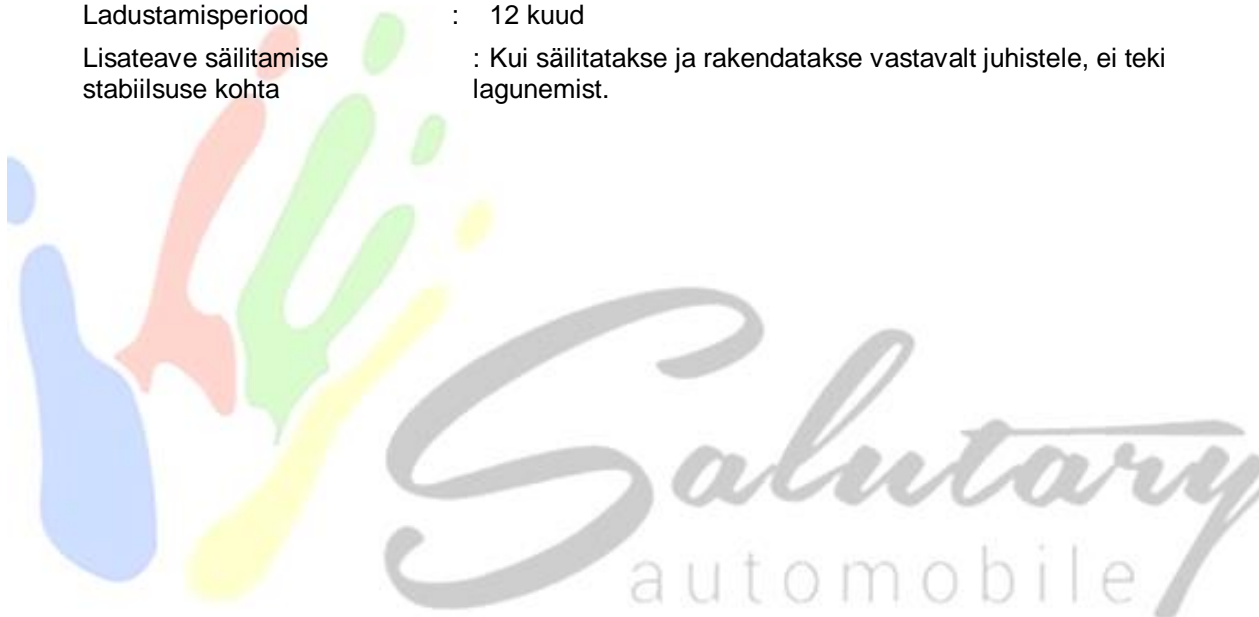 Ladustamisperiood : 12 kuud
Lisateave säilitamise : Kui säilitatakse ja rakendatakse vastavalt juhistele, ei teki
stabiilsuse kohta lagunemist.
Salutary
automobile